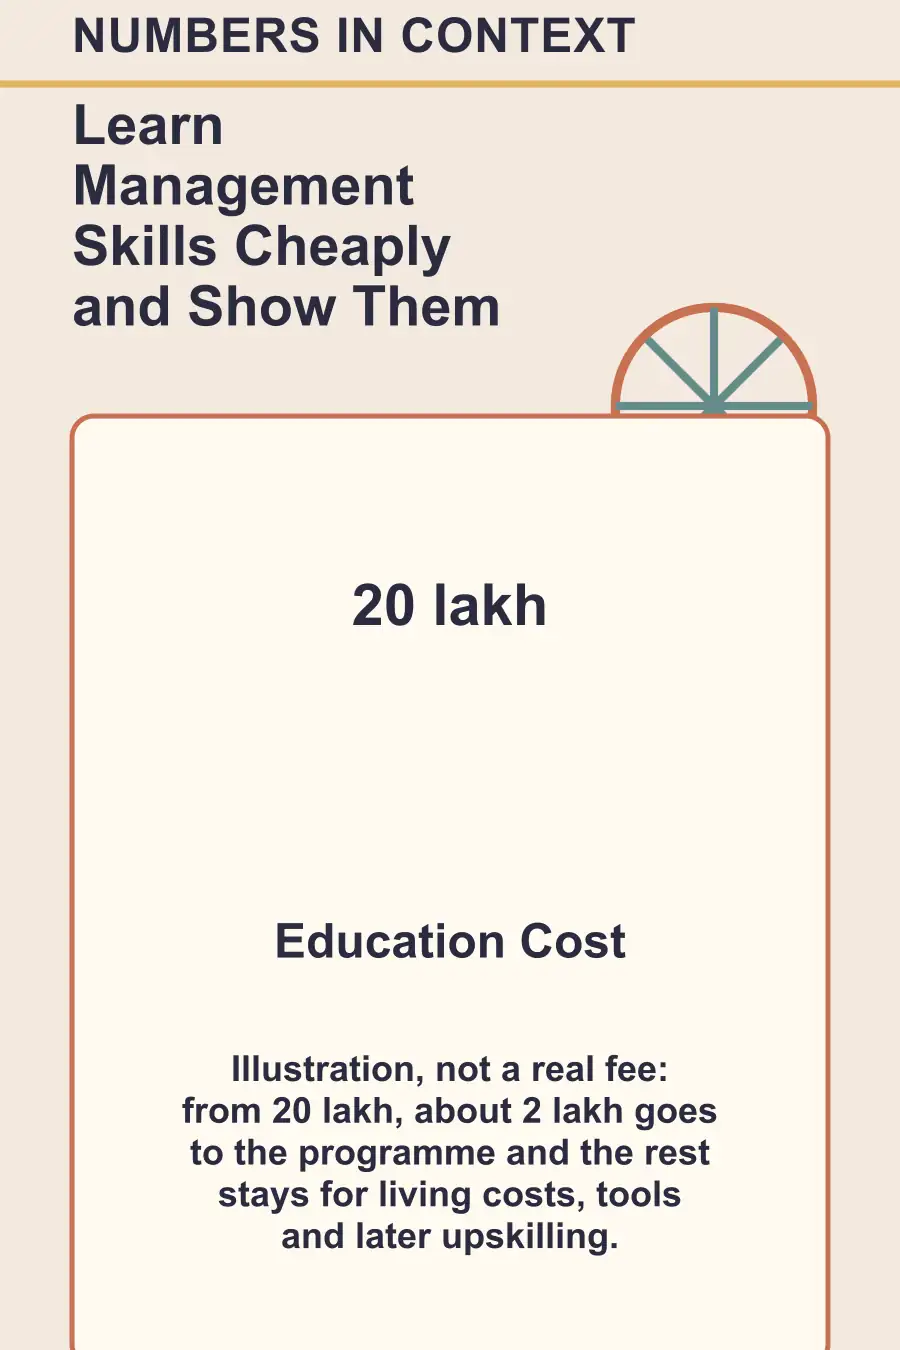 NUMBERS IN CONTEXT
Learn
Management
Skills Cheaply
and Show Them
20 lakh
Education Cost
Illustration, not a real fee:
from 20 lakh, about 2 lakh goes
to the programme and the rest
stays for living costs, tools
and later upskilling.